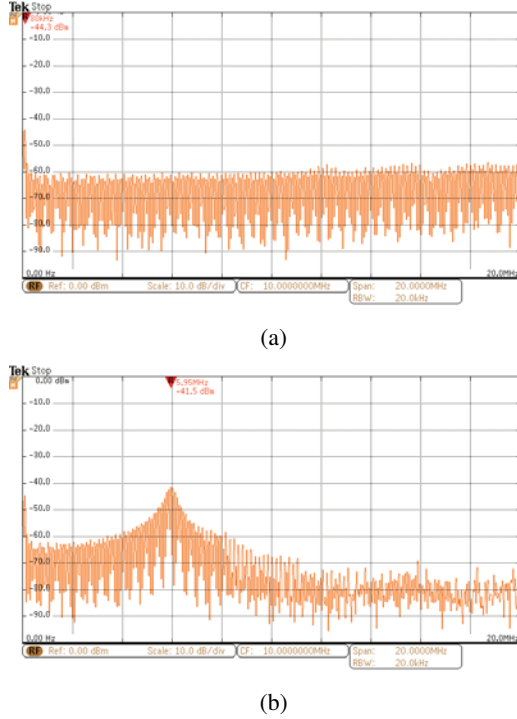 Tek Stop
80kHz
-44.3 dBm
-10.0
-20.0
-30.0
-40.0
-50.0
-60.0
-70.0
-80.0
-90.0
0.00 Hz 20.0MHz
RF Ref: 0.00 dBm Scale: 10.0 dB/div CF: 10.0000000MHz Span: 20.0000MHz
RBW: 20.0kHz
(a)
Tek Stop
0.00 dBm
5.95MHz
-41.5 dBm
-10.0
-20.0
-30.0
-40.0
-50.0
-60.0
-70.0
-80.0
-90.0
0.00 Hz 20.0MHz
RF Ref: 0.00 dBm Scale: 10.0 dB/div CF: 10.0000000MHz Span: 20.0000MHz
RBW: 20.0kHz
(b)